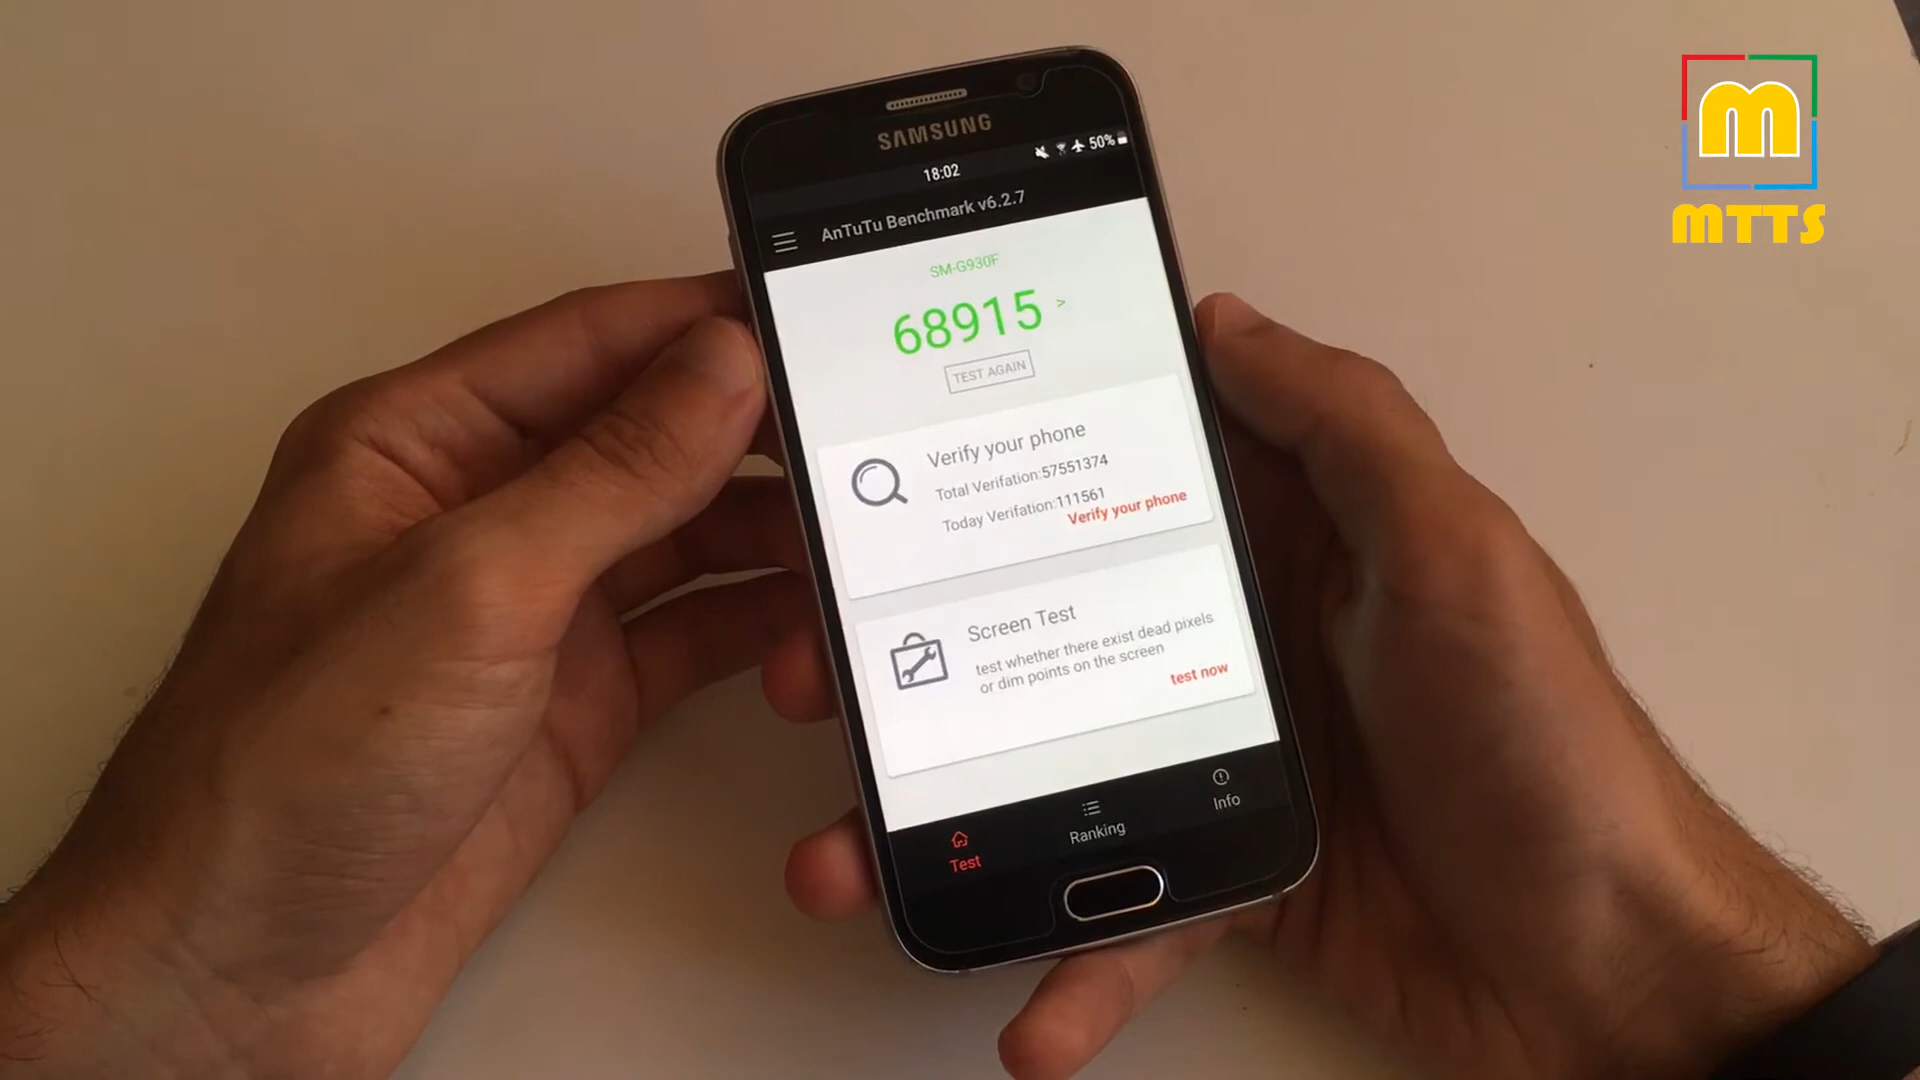 SAMSUNG
50%
18:02
AnTuTu Benchmark v6.2.7
SM-G930F
68915 >
TEST AGAIN
Verify your phone
Total Verifation:57551374
Today Verifation:111561
Verify your phone
Screen Test
test whether there exist dead pixels
or dim points on the screen
test now
Test
Ranking
Info
m
MTTS